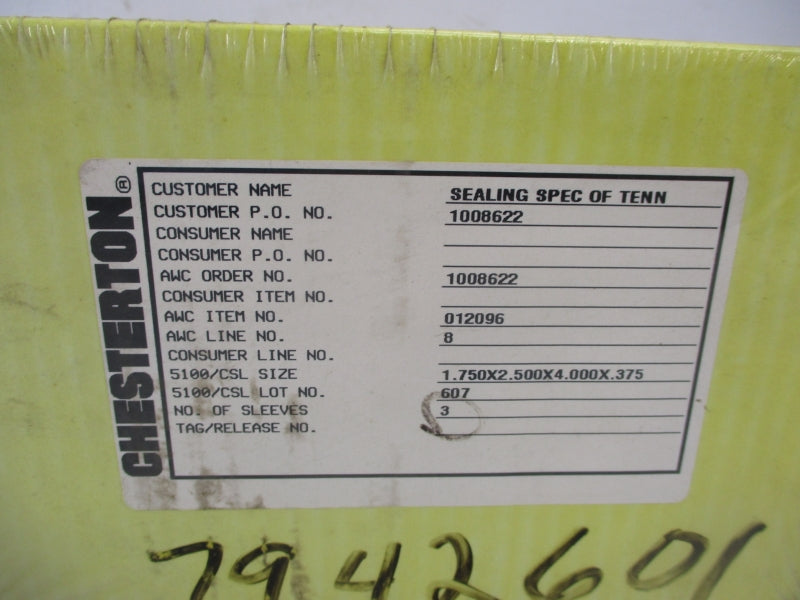 CHESTERTON®
CUSTOMER NAME SEALING SPEC OF TENN
CUSTOMER P.O. NO. 1008622
CONSUMER NAME
CONSUMER P.O. NO.
AWC ORDER NO. 1008622
CONSUMER ITEM NO.
AWC ITEM NO. 012096
AWC LINE NO. 8
CONSUMER LINE NO.
5100/CSL SIZE 1.750X2.500X4.000X.375
5100/CSL LOT NO. 607
NO. OF SLEEVES 3
TAG/RELEASE NO.
7942601